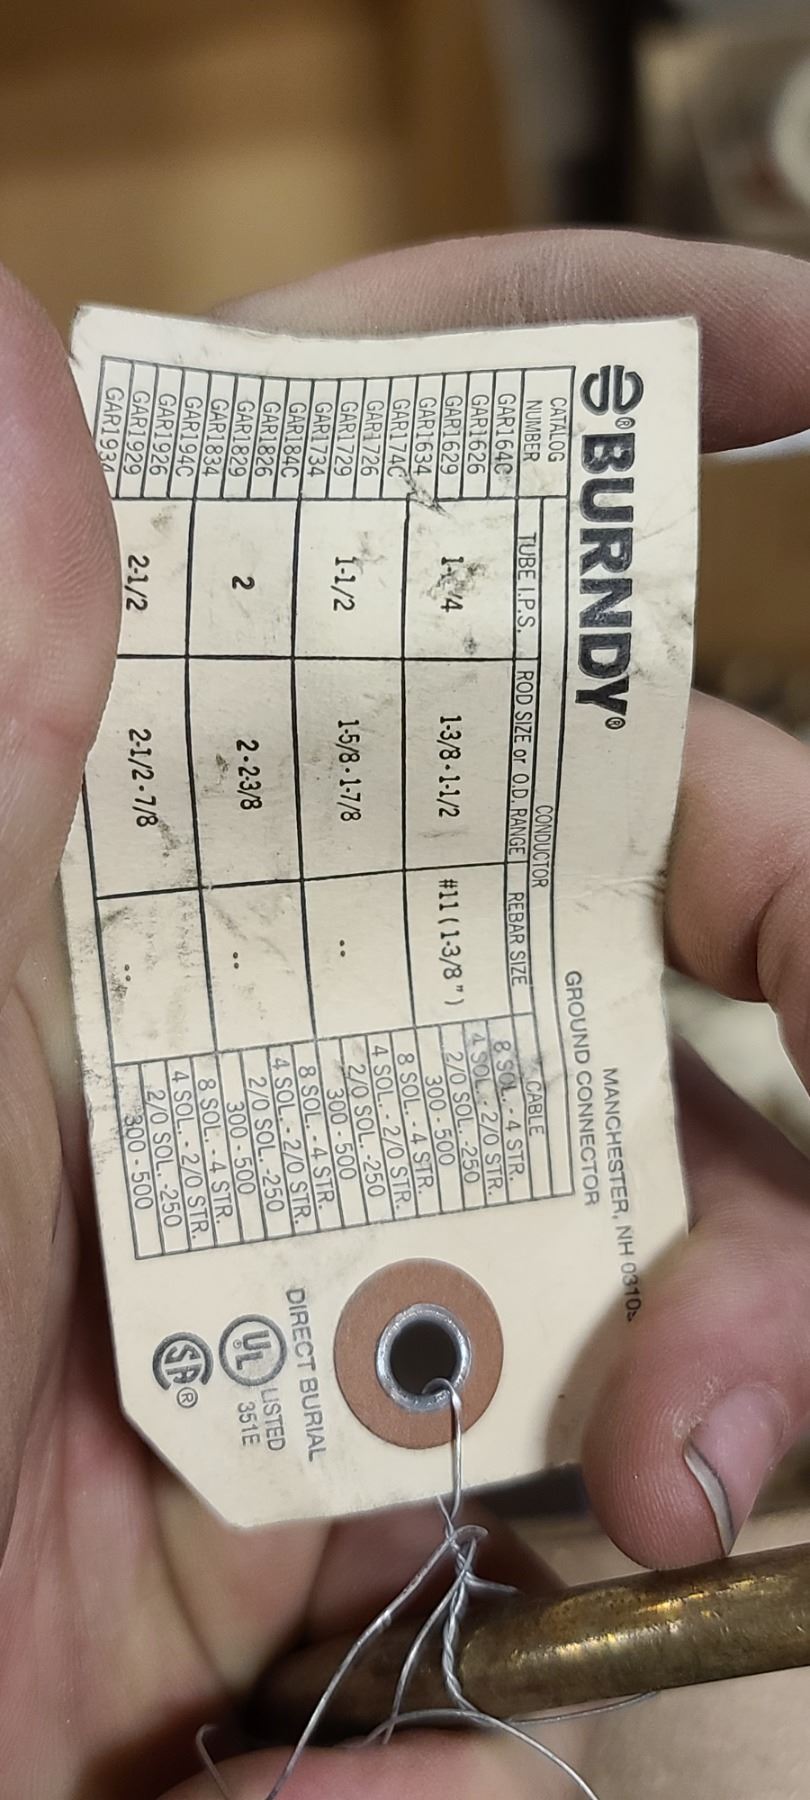 BURNDY®
MANCHESTER, NH
GROUND CONNECTOR
CATALOG NUMBER
CONDUCTOR
TUBE I.P.S. ROD SIZE or O.D. RANGE REBAR SIZE CABLE
GAR164C 8 SOL. - 4 STR.
GAR1626 4 SOL. - 2/0 STR.
GAR1629 1-1/4 1-3/8 - 1-1/2 #11 (1-3/8") 2/0 SOL. -250
GAR1634 300 - 500
GAR174C 8 SOL. - 4 STR.
GAR1726 4 SOL. - 2/0 STR.
GAR1729 1-1/2 1-5/8 - 1-7/8 -- 2/0 SOL. -250
GAR1734 300 - 500
GAR184C 8 SOL. - 4 STR.
GAR1826 4 SOL. - 2/0 STR.
GAR1829 2 2 - 2-3/8 -- 2/0 SOL. -250
GAR1834 300 - 500
GAR194C 8 SOL. - 4 STR.
GAR1926 4 SOL. - 2/0 STR.
GAR1929 2-1/2 2-1/2 - 7/8 -- 2/0 SOL. -250
GAR1934 300 - 500
DIRECT BURIAL
UL LISTED
351E
SA®